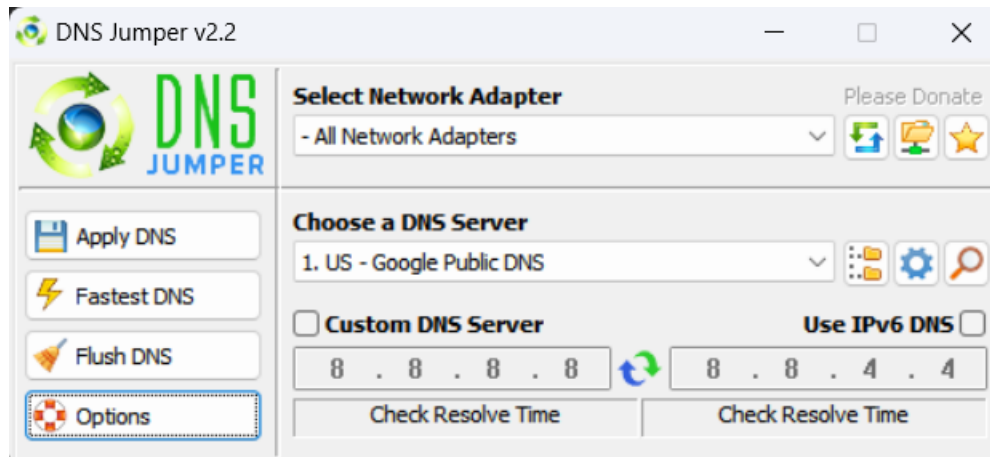 DNS Jumper v2.2
DNS
JUMPER
Select Network Adapter
Please Donate
- All Network Adapters
Apply DNS
Fastest DNS
Flush DNS
Options
Choose a DNS Server
1. US - Google Public DNS
Custom DNS Server
Use IPv6 DNS
8 . 8 . 8 . 8
8 . 8 . 4 . 4
Check Resolve Time
Check Resolve Time